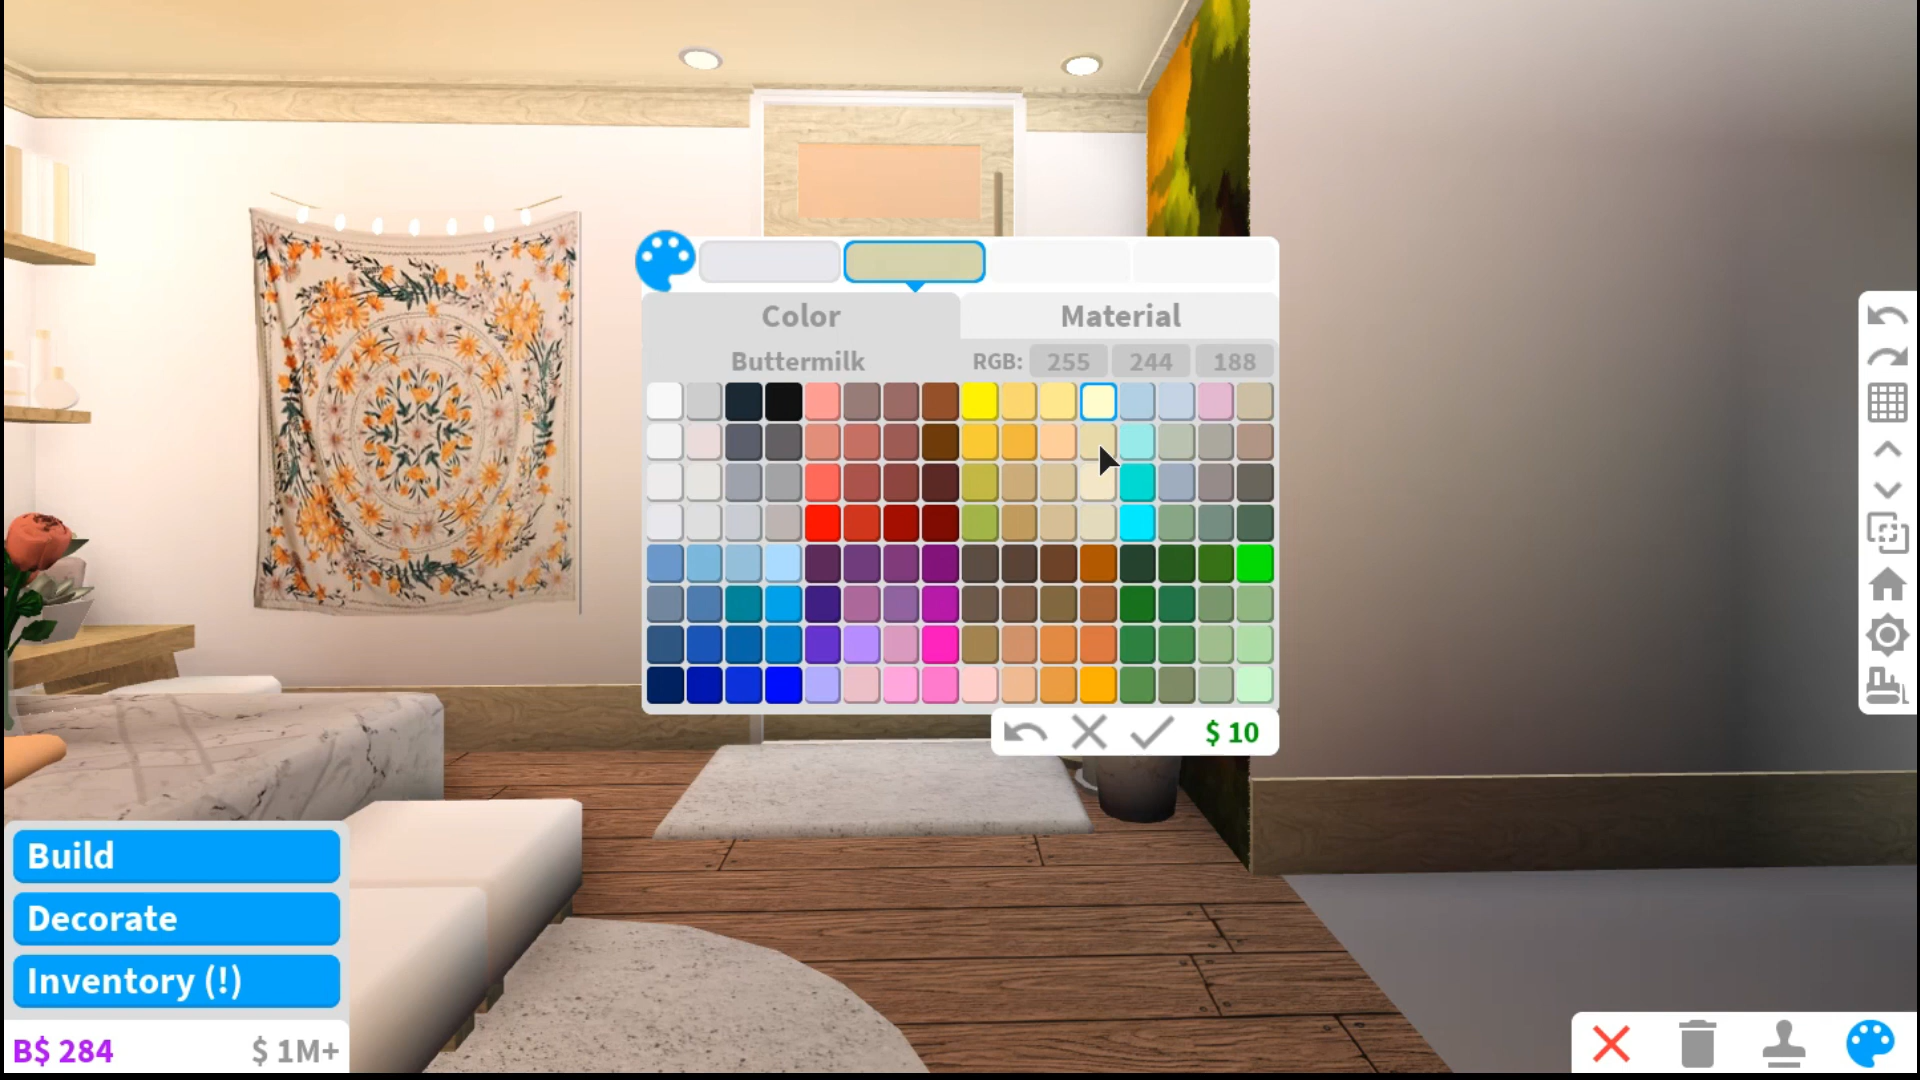 Color
Material
Buttermilk
RGB: 255 244 188
$ 10
Build
Decorate
Inventory (!)
B$ 284
$ 1M+